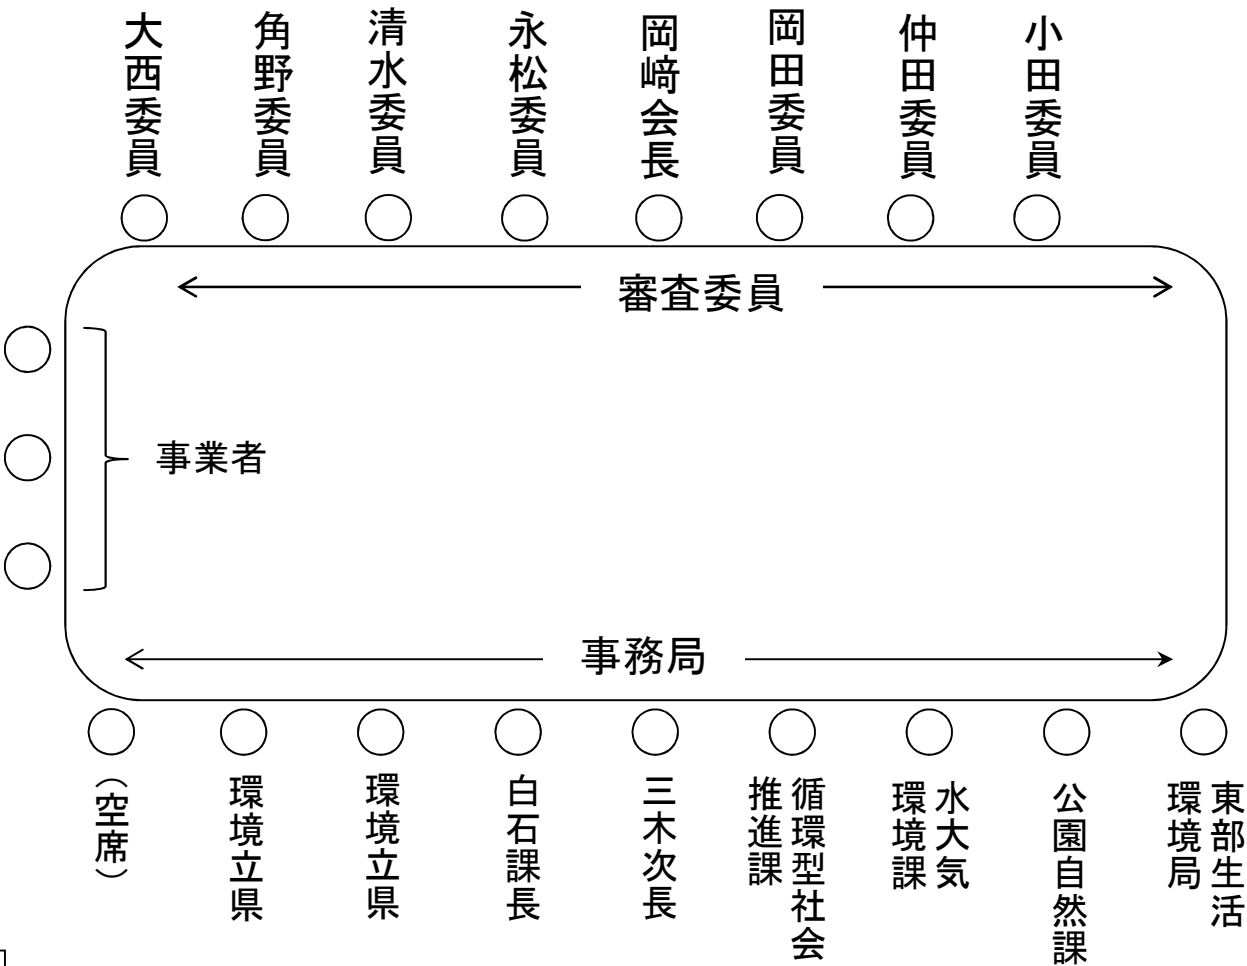 大西委員
角野委員
清水委員
永松委員
岡﨑会長
岡田委員
仲田委員
小田委員
審査委員
事業者
事務局
（空席）
環境立県
環境立県
白石課長
三木次長
循環型社会
推進課
水大気
環境課
公園自然課
東部生活
環境局